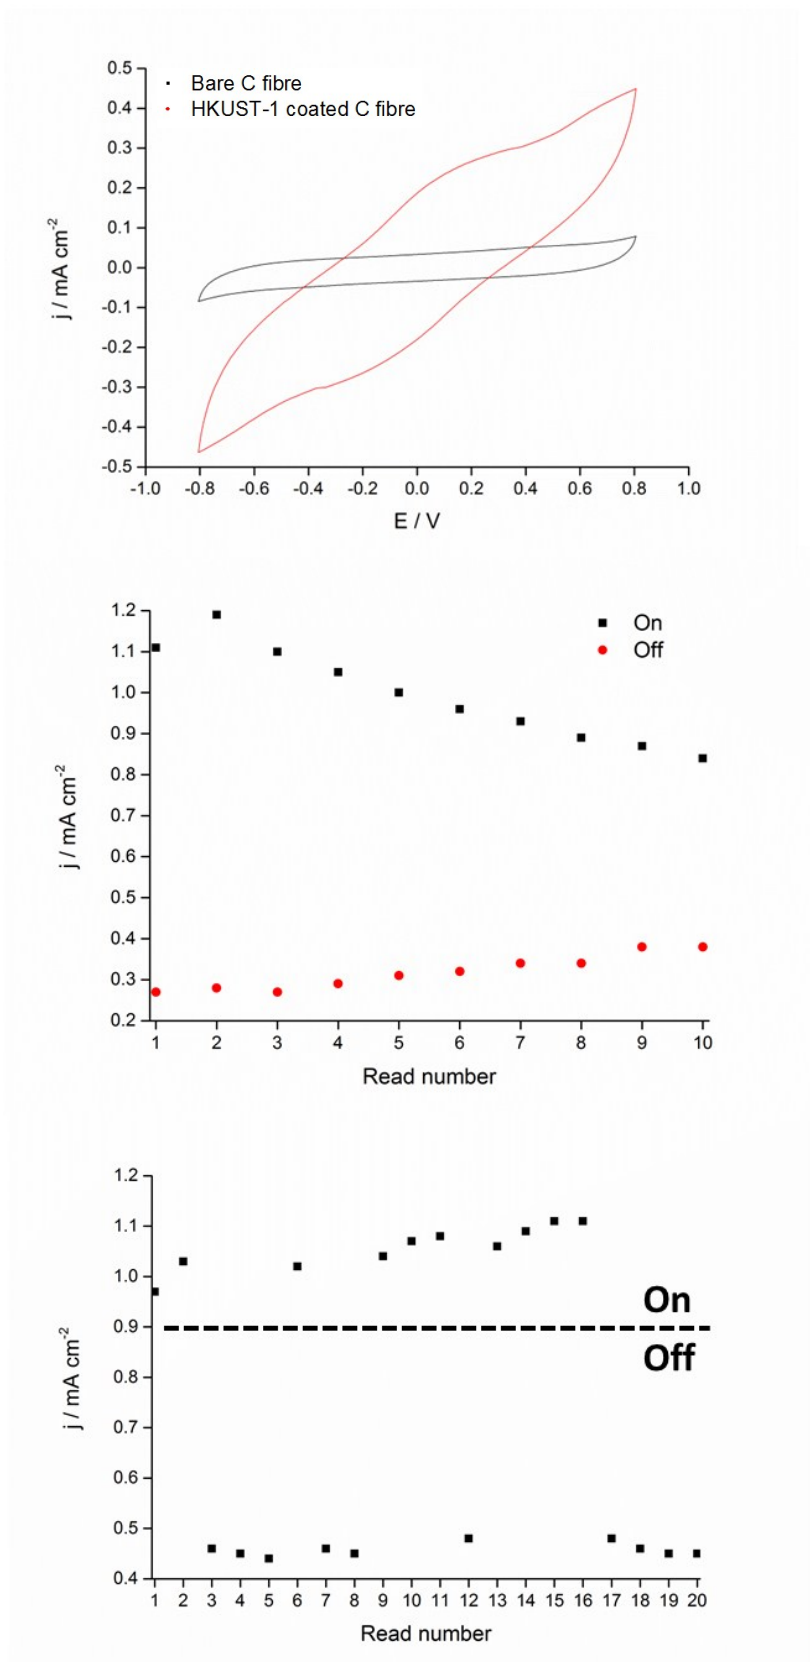 0.5
0.4
0.3
0.2
0.1
0.0
-0.1
-0.2
-0.3
-0.4
-0.5
j / mA cm-2
Bare C fibre
HKUST-1 coated C fibre
-1.0 -0.8 -0.6 -0.4 -0.2 0.0 0.2 0.4 0.6 0.8 1.0
E / V
1.2
1.1
1.0
0.9
0.8
0.7
0.6
0.5
0.4
0.3
0.2
j / mA cm-2
On
Off
1 2 3 4 5 6 7 8 9 10
Read number
1.2
1.1
1.0
0.9
0.8
0.7
0.6
0.5
0.4
j / mA cm-2
On
Off
1 2 3 4 5 6 7 8 9 10 11 12 13 14 15 16 17 18 19 20
Read number